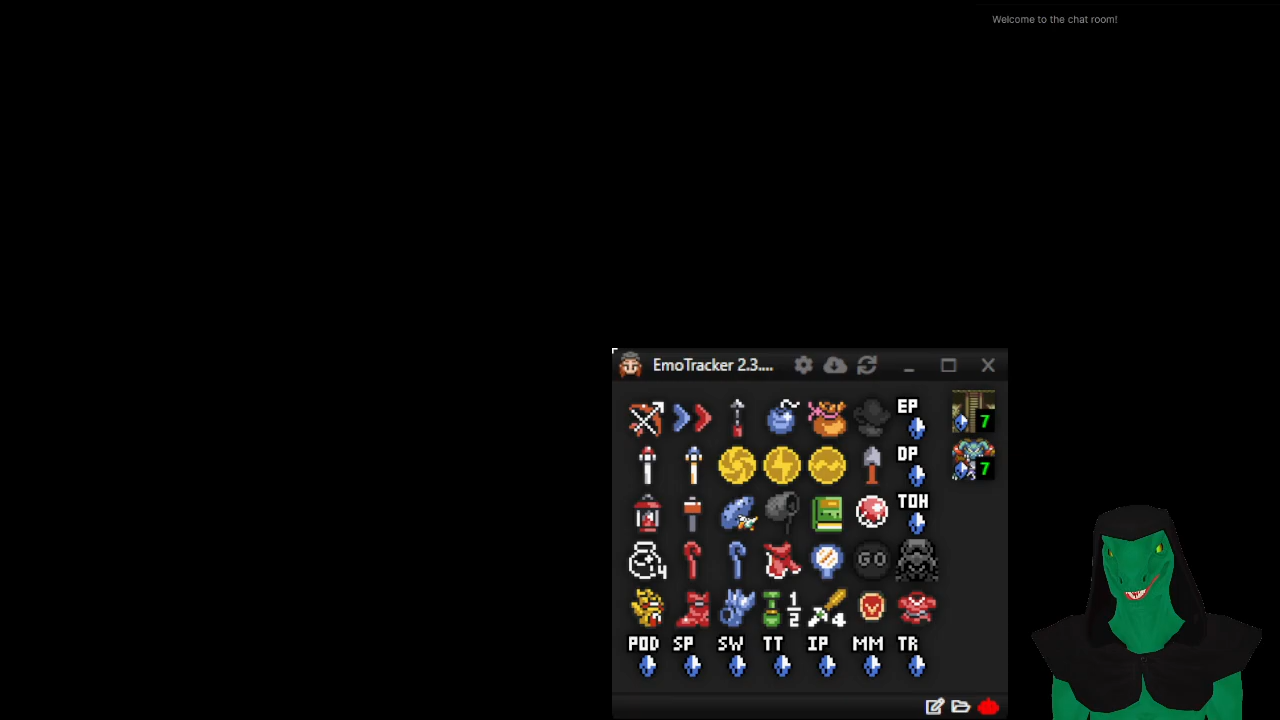 Welcome to the chat room!
EmoTracker 2.3....
EP
7
DP
7
TOH
4
GO
1
2
4
POD SP SW TT IP MM TR